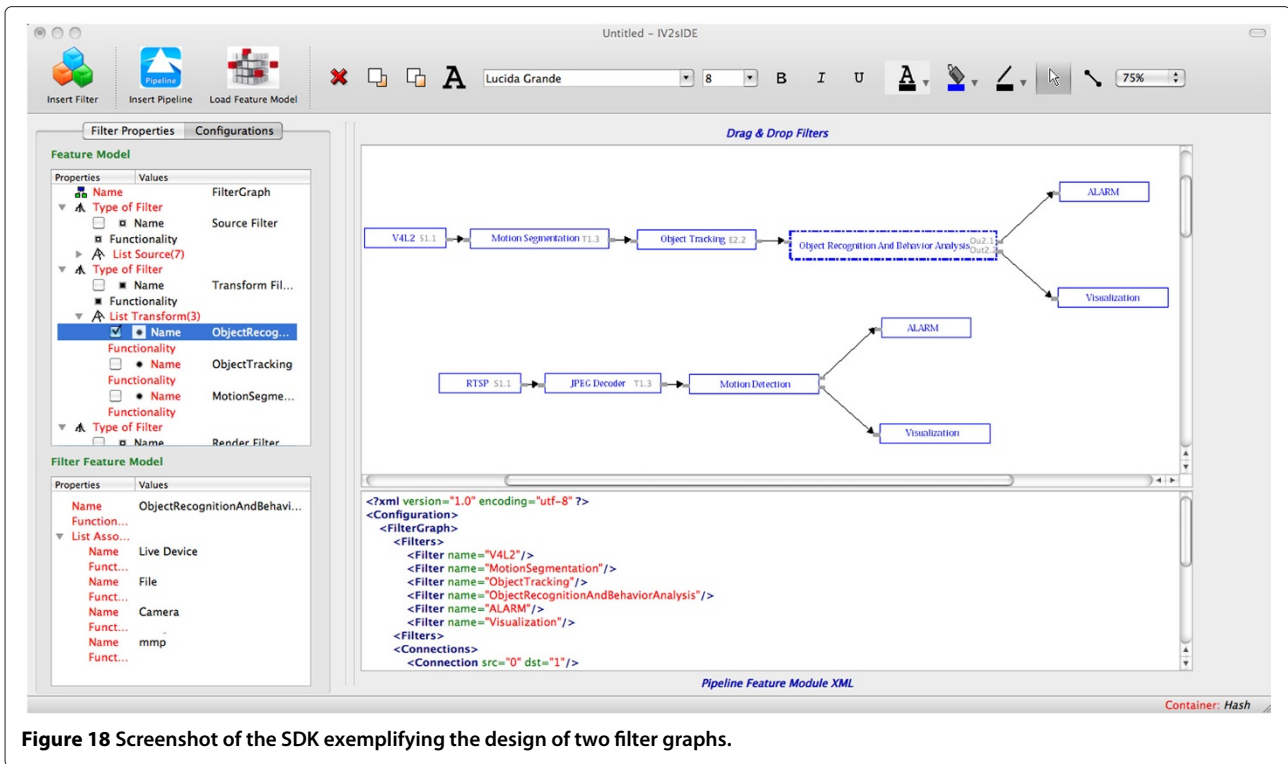 Untitled – IV2sIDE
Pipeline
Insert Filter
Insert Pipeline
Load Feature Model
A
Lucida Grande
8
B
I
U
A
75%
Filter Properties
Configurations
Feature Model
Properties Values
Name FilterGraph
Type of Filter
Name Source Filter
Functionality
List Source(7)
Type of Filter
Name Transform Fil...
Functionality
List Transform(3)
Name ObjectRecog...
Functionality
Name ObjectTracking
Functionality
Name MotionSegme...
Functionality
Type of Filter
Name Render Filter
Filter Feature Model
Properties Values
Name ObjectRecognitionAndBehavi...
Function...
List Asso...
Name Live Device
Funct...
Name File
Funct...
Name Camera
Funct...
Name mmp
Funct...
Drag & Drop Filters
ALARM
V4L2 S1.1
Motion Segmentation T1.3
Object Tracking E2.2
Object Recognition And Behavior Analysis
Ou2.1
Out2.2
Visualization
ALARM
RTSP S1.1
JPEG Decoder T1.3
Motion Detection
Visualization
<?xml version="1.0" encoding="utf-8" ?>
<Configuration>
<FilterGraph>
<Filters>
<Filter name="V4L2"/>
<Filter name="MotionSegmentation"/>
<Filter name="ObjectTracking"/>
<Filter name="ObjectRecognitionAndBehaviorAnalysis"/>
<Filter name="ALARM"/>
<Filter name="Visualization"/>
<Filters>
<Connections>
<Connection src="0" dst="1"/>
Pipeline Feature Module XML
Container: Hash
Figure 18 Screenshot of the SDK exemplifying the design of two filter graphs.